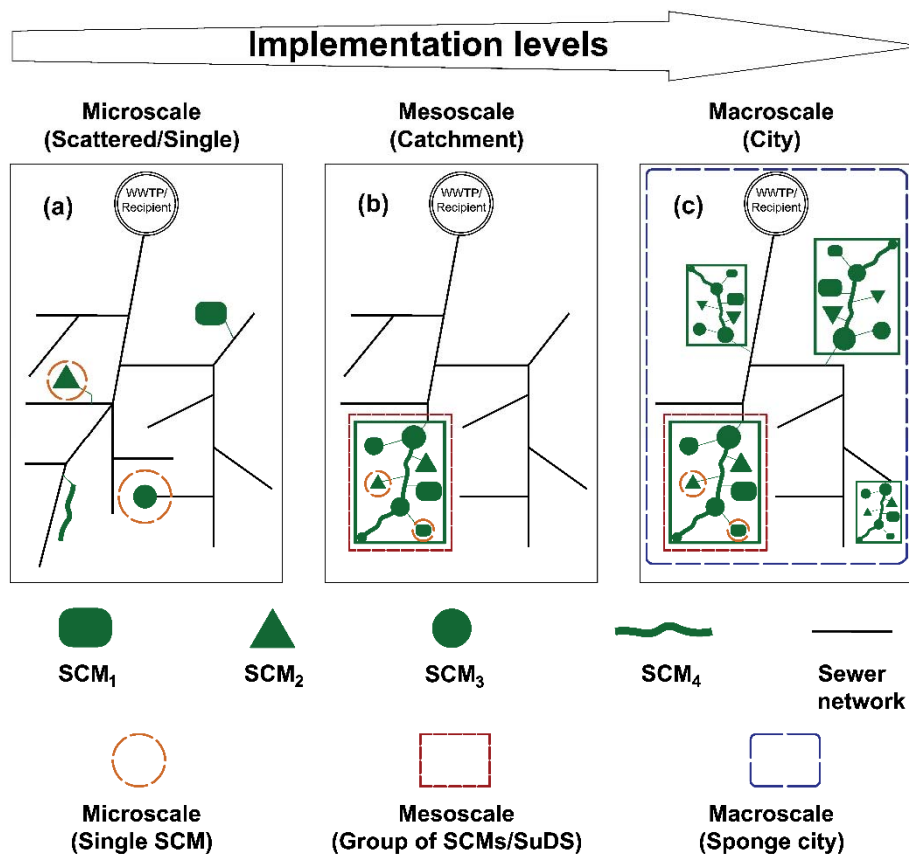 Implementation levels
Microscale
(Scattered/Single)
Mesoscale
(Catchment)
Macroscale
(City)
(a)
WWTP/
Recipient
(b)
WWTP/
Recipient
(c)
WWTP/
Recipient
SCM₁
SCM₂
SCM₃
SCM₄
Sewer
network
Microscale
(Single SCM)
Mesoscale
(Group of SCMs/SuDS)
Macroscale
(Sponge city)